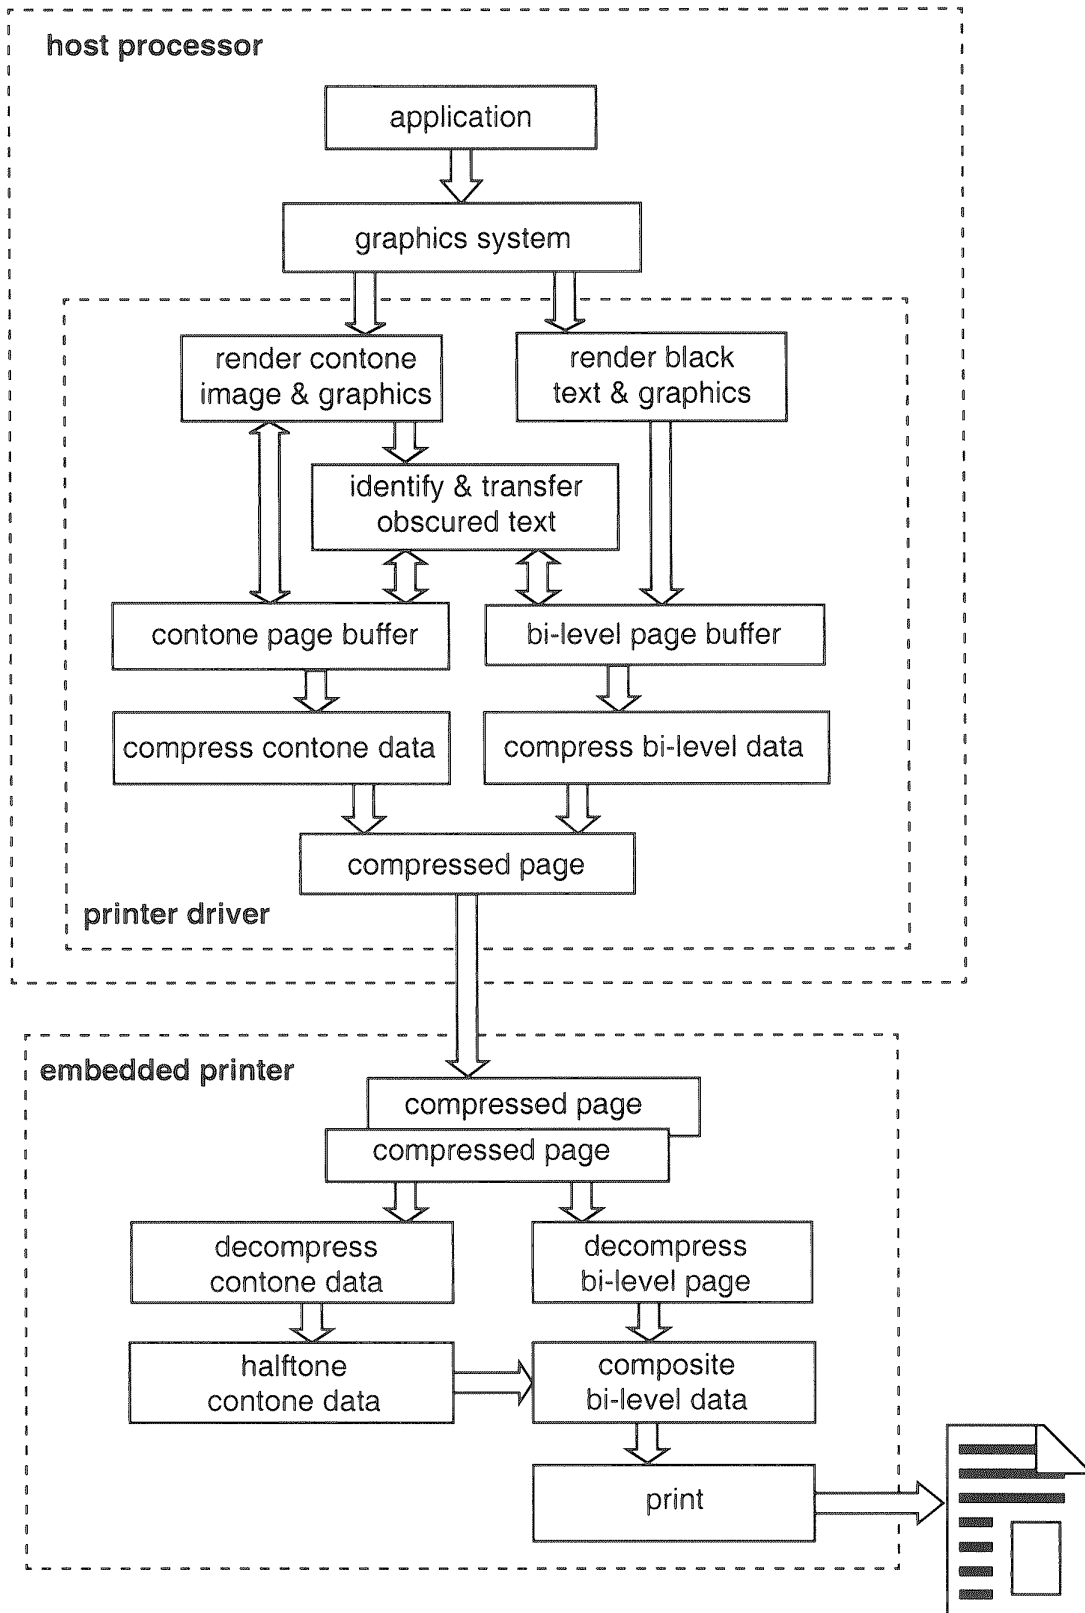 host processor
application
graphics system
render contone
image & graphics
render black
text & graphics
identify & transfer
obscured text
contone page buffer
bi-level page buffer
compress contone data
compress bi-level data
compressed page
printer driver
embedded printer
compressed page
compressed page
decompress
contone data
decompress
bi-level page
halftone
contone data
composite
bi-level data
print